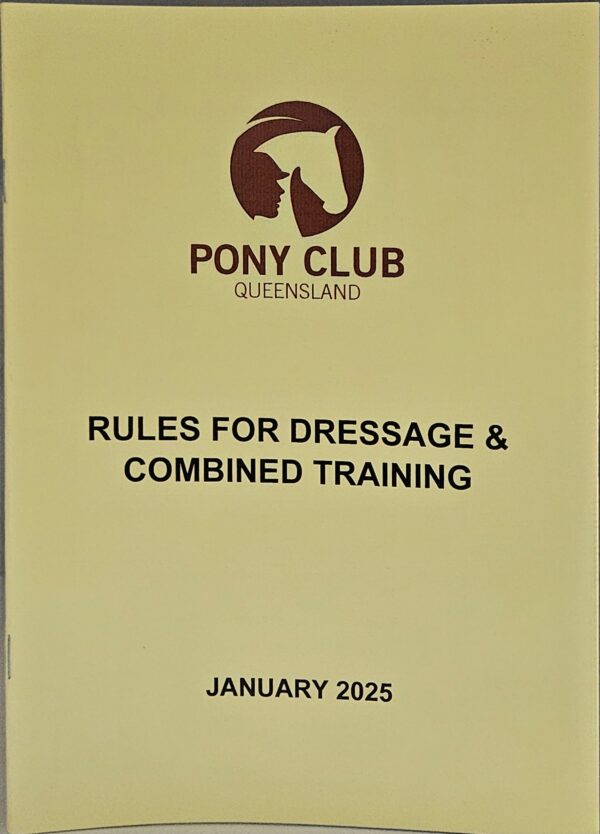 PONY CLUB
QUEENSLAND
RULES FOR DRESSAGE &
COMBINED TRAINING
JANUARY 2025